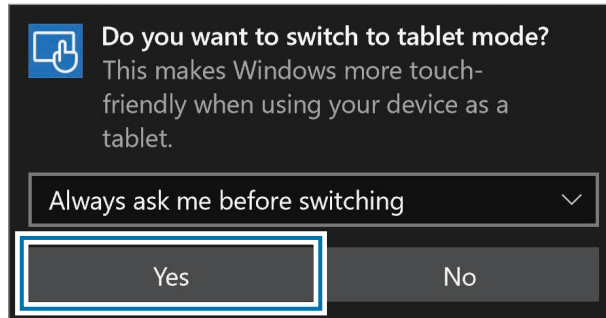 Do you want to switch to tablet mode?
This makes Windows more touch-
friendly when using your device as a
tablet.
Always ask me before switching
Yes
No